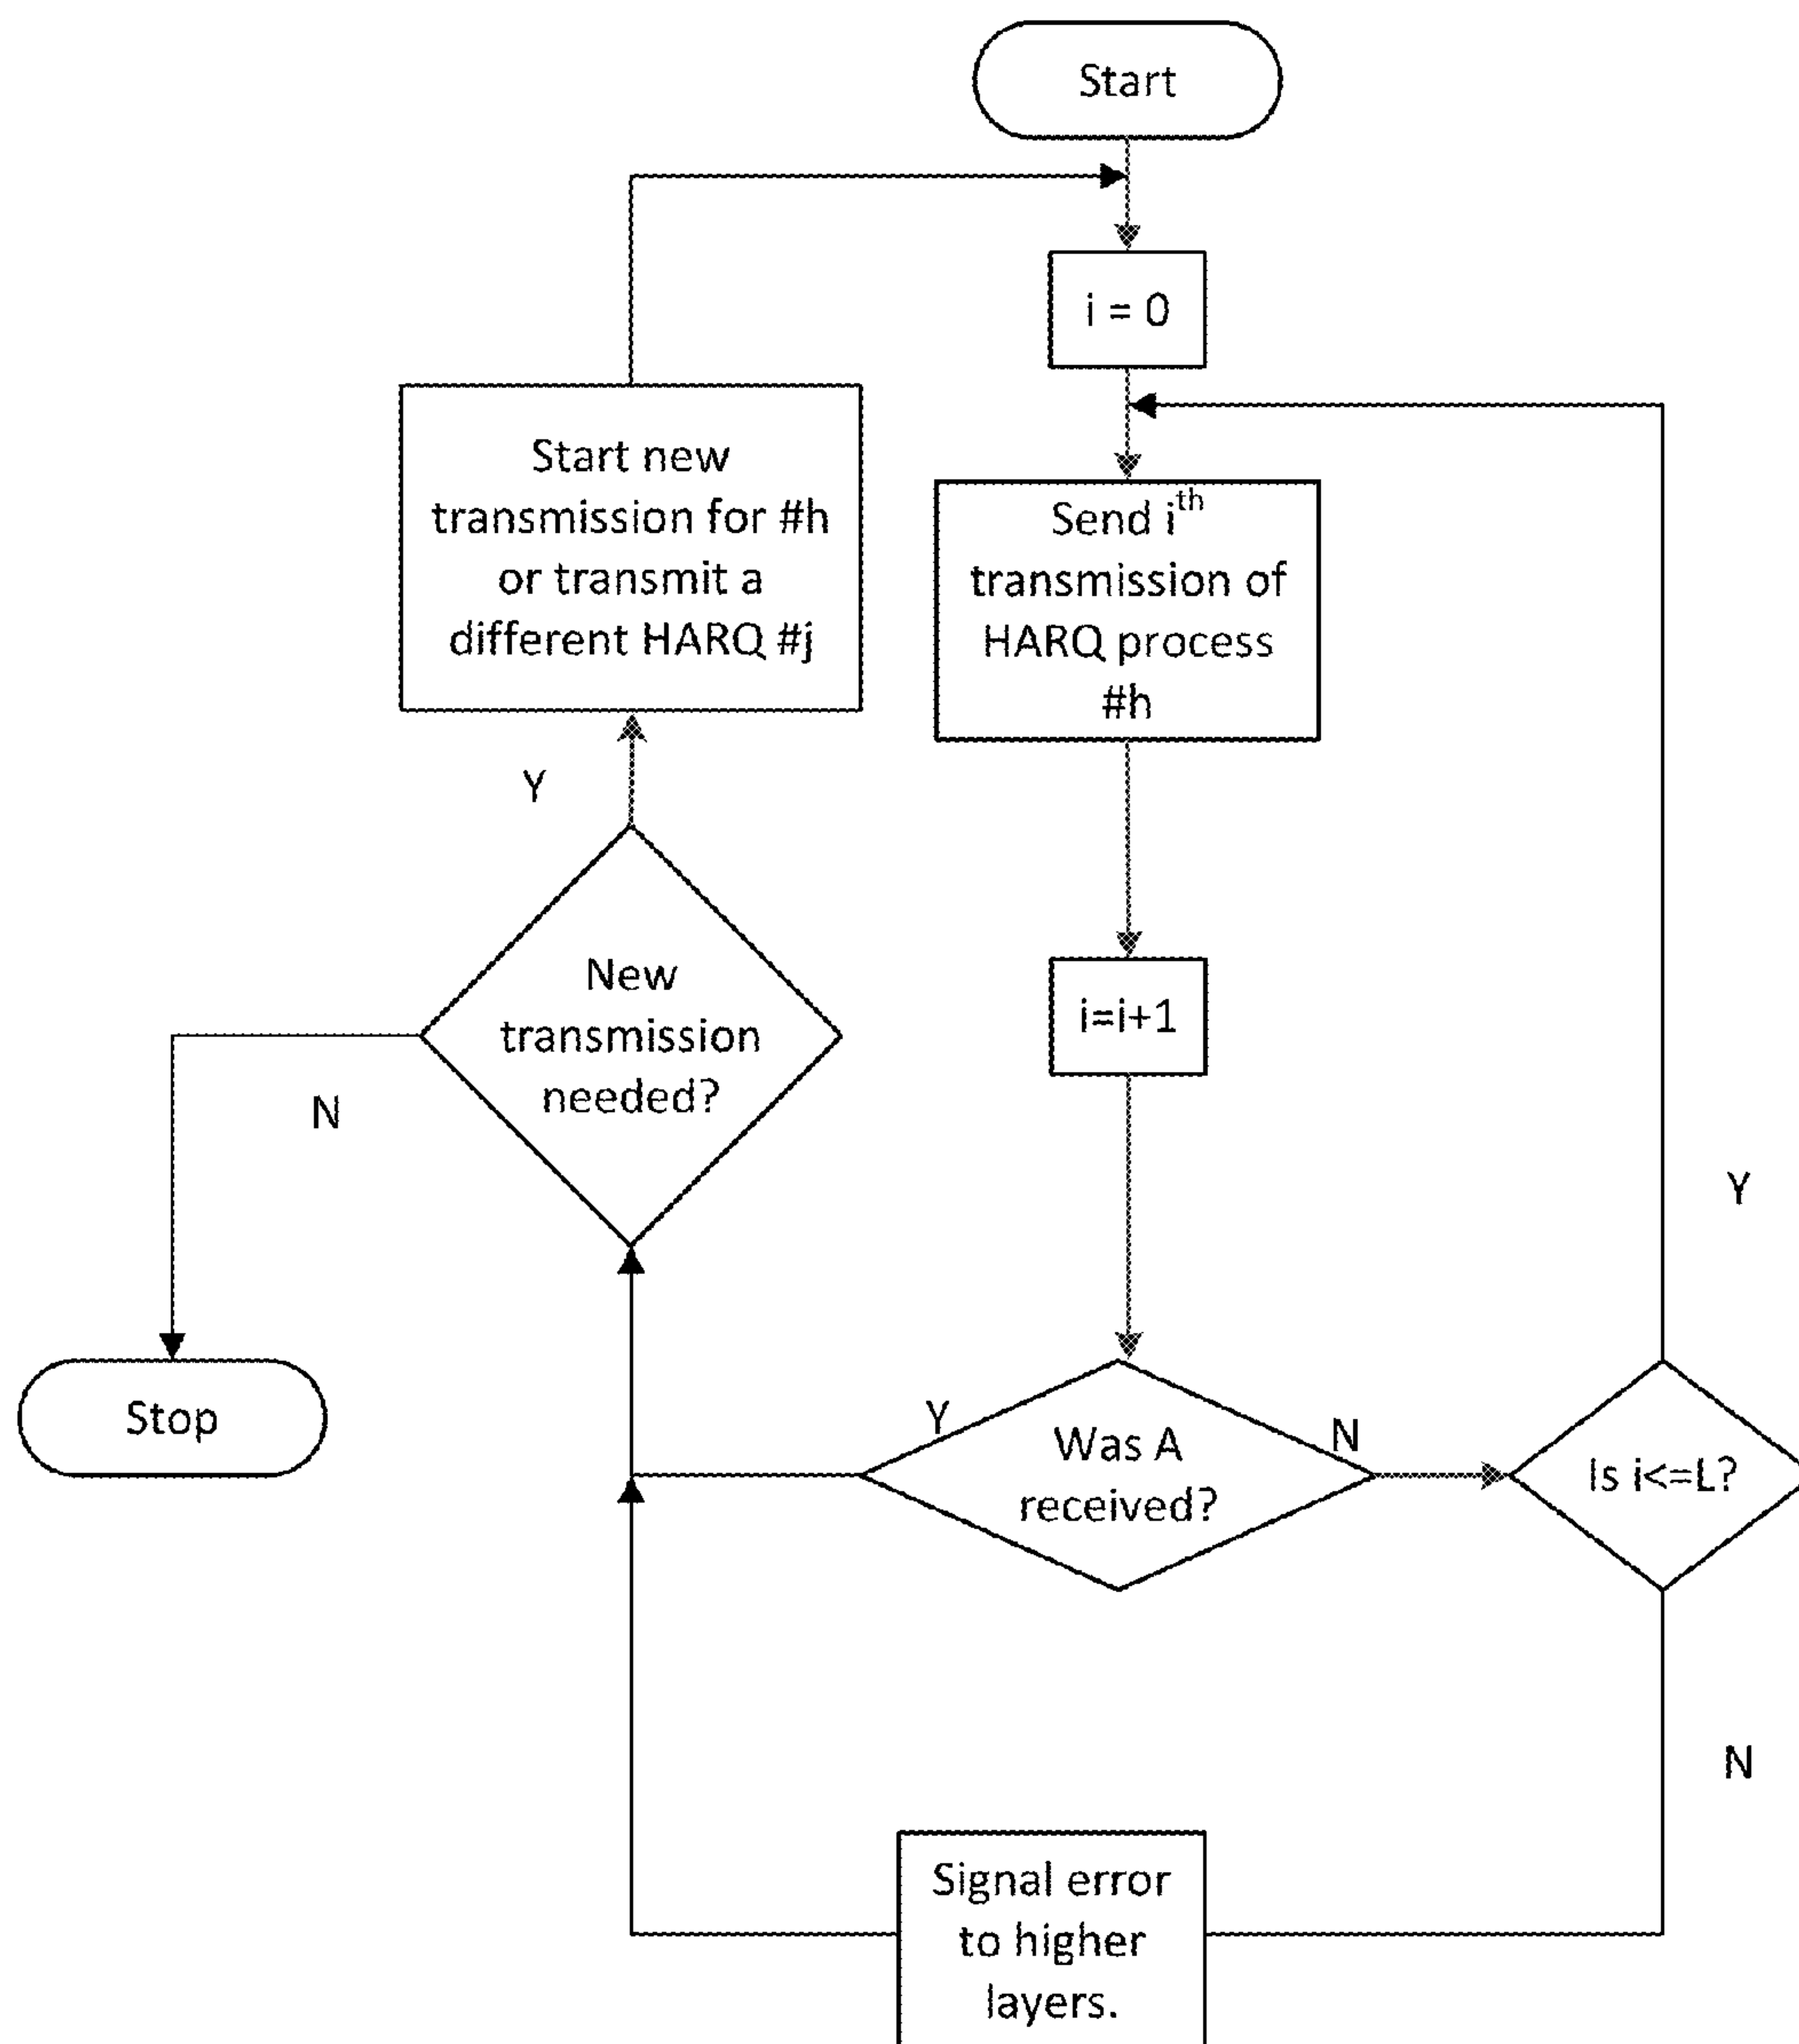 Start
i = 0
Start new
transmission for #h
or transmit a
different HARQ #j
Send ith
transmission of
HARQ process
#h
Y
New
transmission
needed?
i=i+1
N
Y
Stop
Y
Was A
received?
N
Is i<=L?
N
Signal error
to higher
layers.